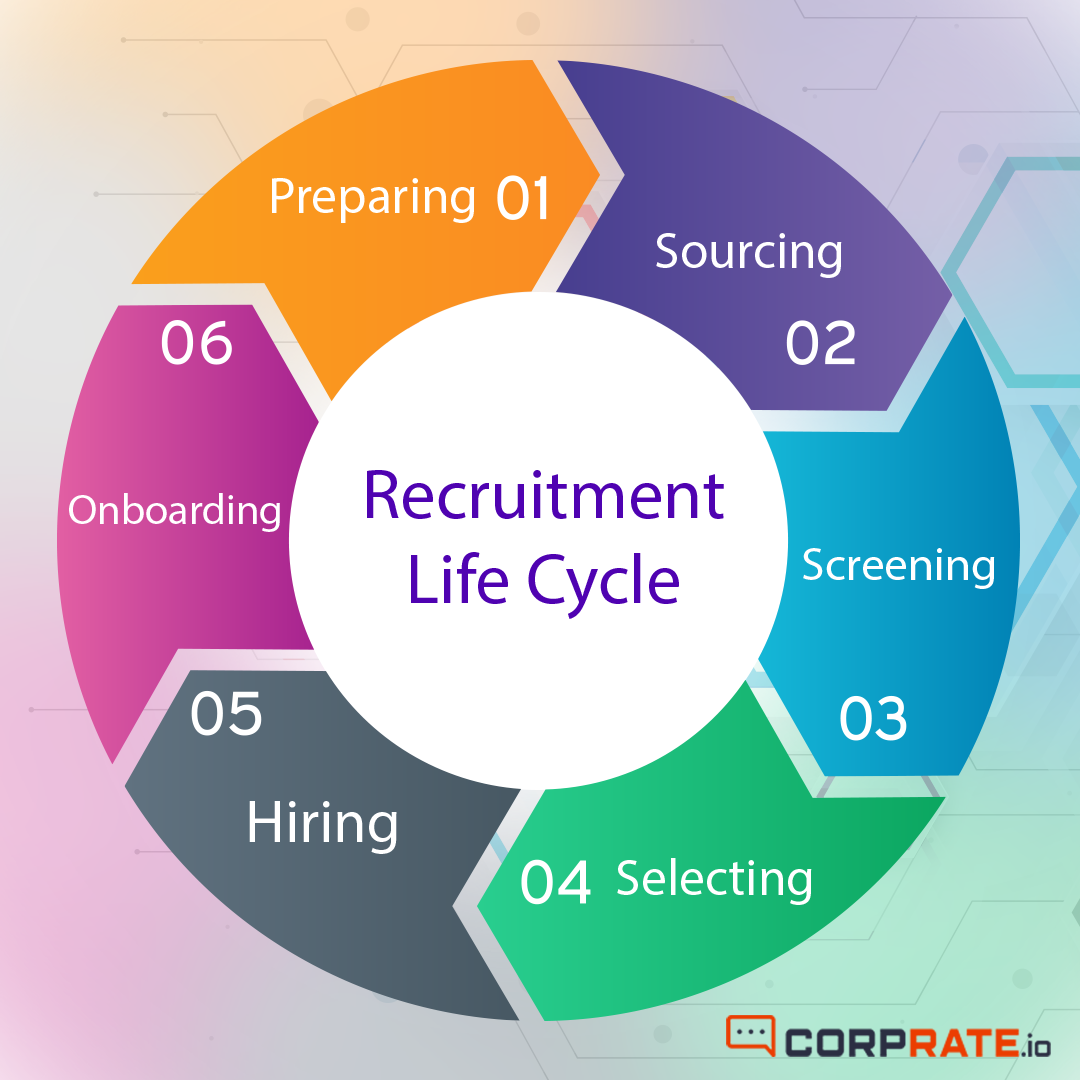 Preparing 01
Sourcing
02
Screening
03
04 Selecting
05
Hiring
06
Onboarding
Recruitment
Life Cycle
CORPRATE.io